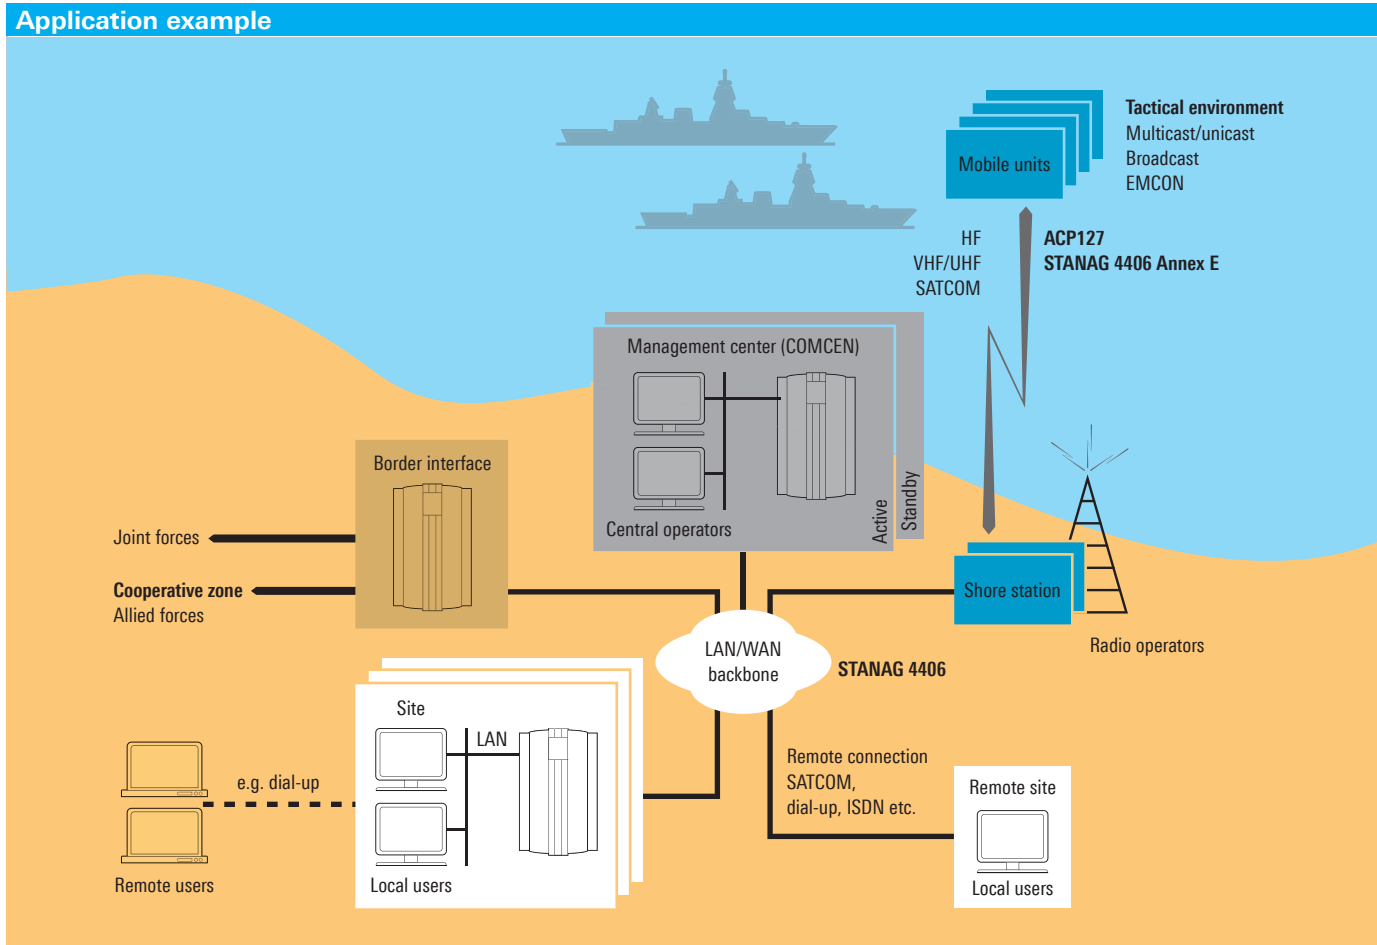 Application example
Tactical environment
Multicast/unicast
Broadcast
EMCON
Mobile units
HF
VHF/UHF
SATCOM
ACP127
STANAG 4406 Annex E
Management center (COMCEN)
Central operators
Active
Standby
Border interface
Joint forces
Cooperative zone
Allied forces
Shore station
Radio operators
LAN/WAN
backbone
STANAG 4406
Site
LAN
Local users
e.g. dial-up
Remote users
Remote connection
SATCOM,
dial-up, ISDN etc.
Remote site
Local users